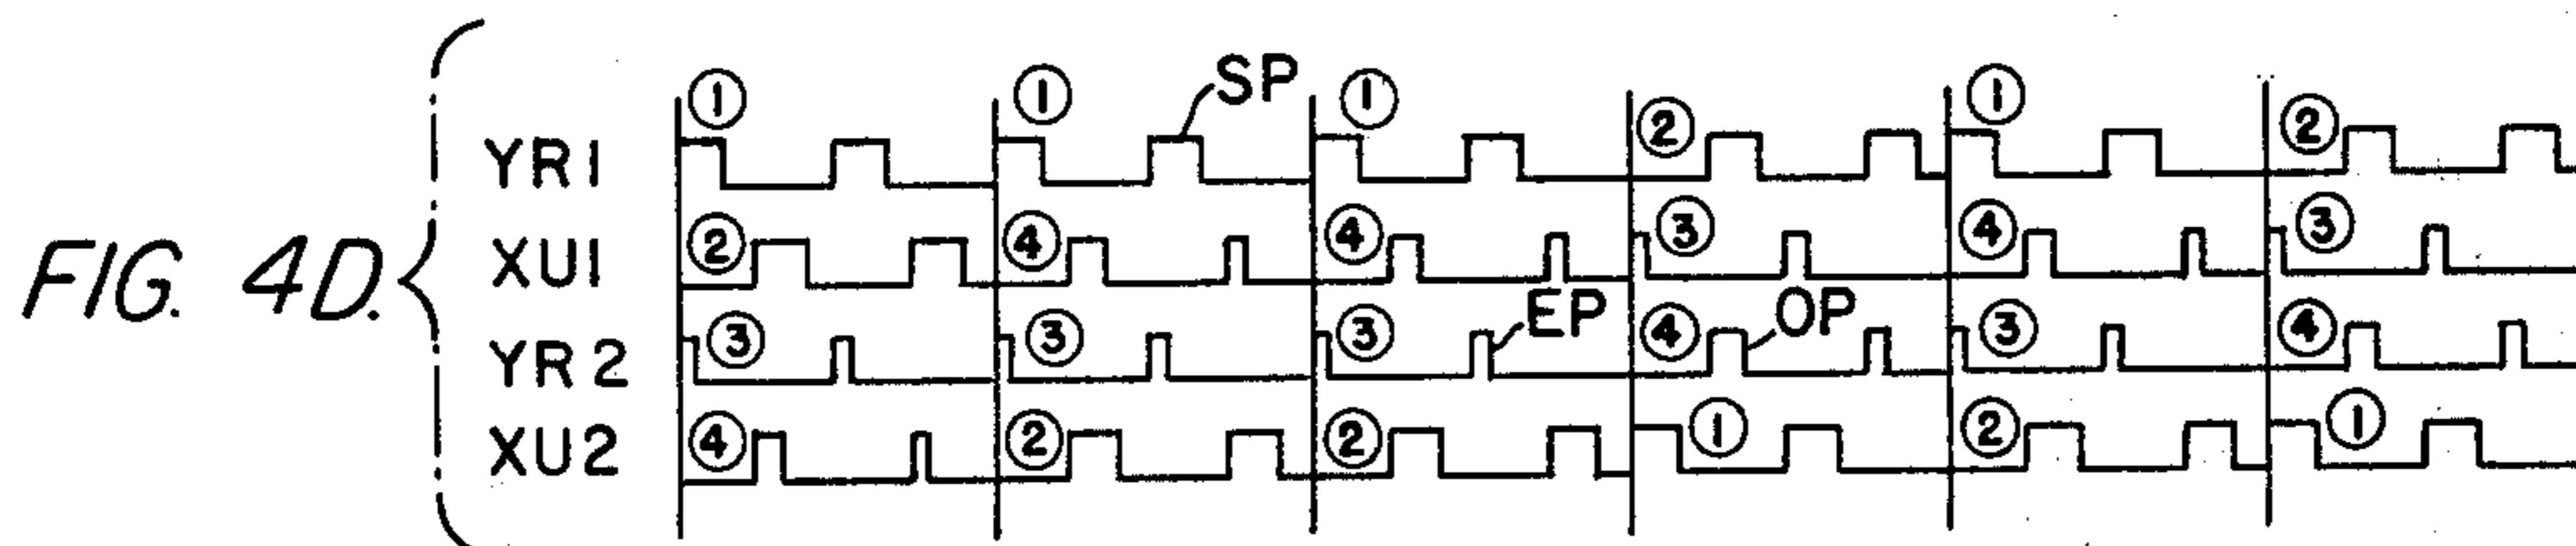 FIG. 4D.
SP
YR1 ① ① ① ② ① ②
XU1 ② ④ ④ ③ ④ ③
EP OP
YR2 ③ ③ ③ ④ ③ ④
XU2 ④ ② ② ① ② ①